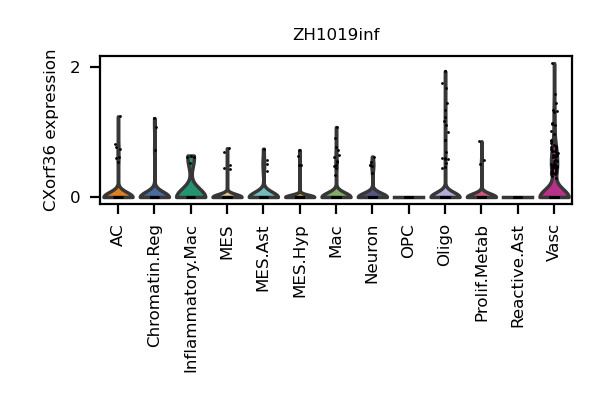 ZH1019inf
CXorf36 expression
2
0
AC
Chromatin.Reg
Inflammatory.Mac
MES
MES.Ast
MES.Hyp
Mac
Neuron
OPC
Oligo
Prolif.Metab
Reactive.Ast
Vasc